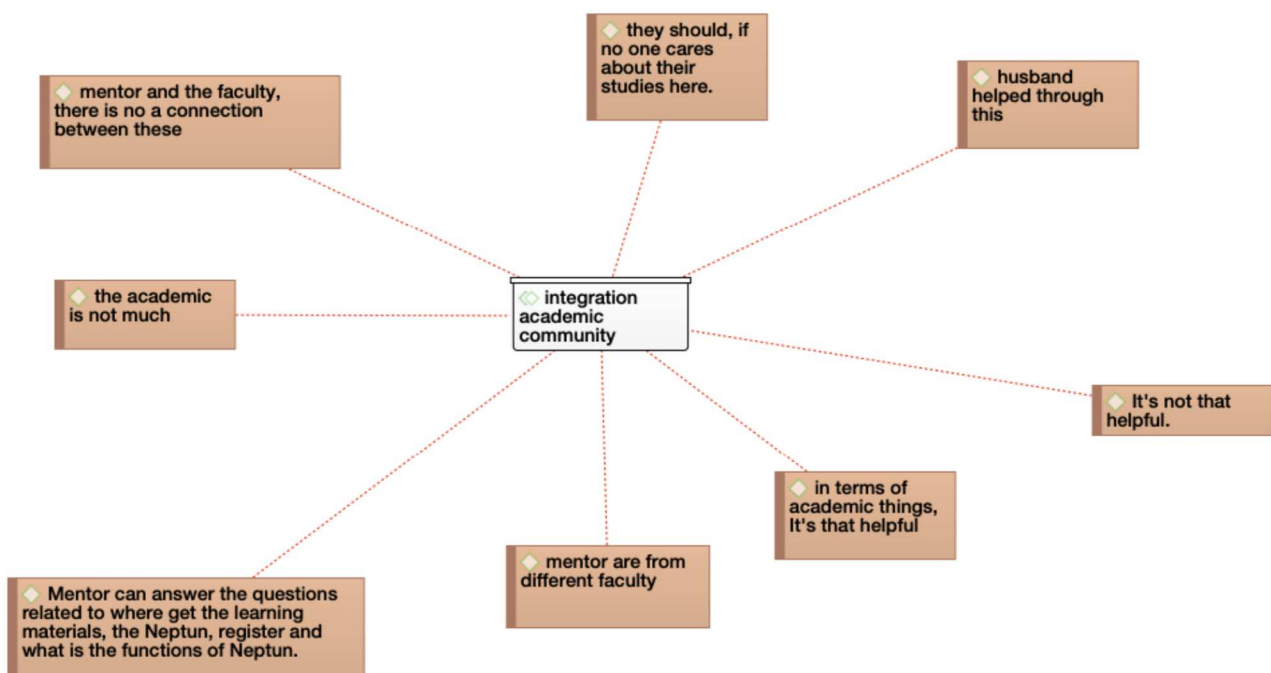 they should, if
no one cares
about their
studies here.
husband
helped through
this
mentor and the faculty,
there is no a connection
between these
the academic
is not much
integration
academic
community
It's not that
helpful.
in terms of
academic things,
It's that helpful
mentor are from
different faculty
Mentor can answer the questions
related to where get the learning
materials, the Neptun, register and
what is the functions of Neptun.